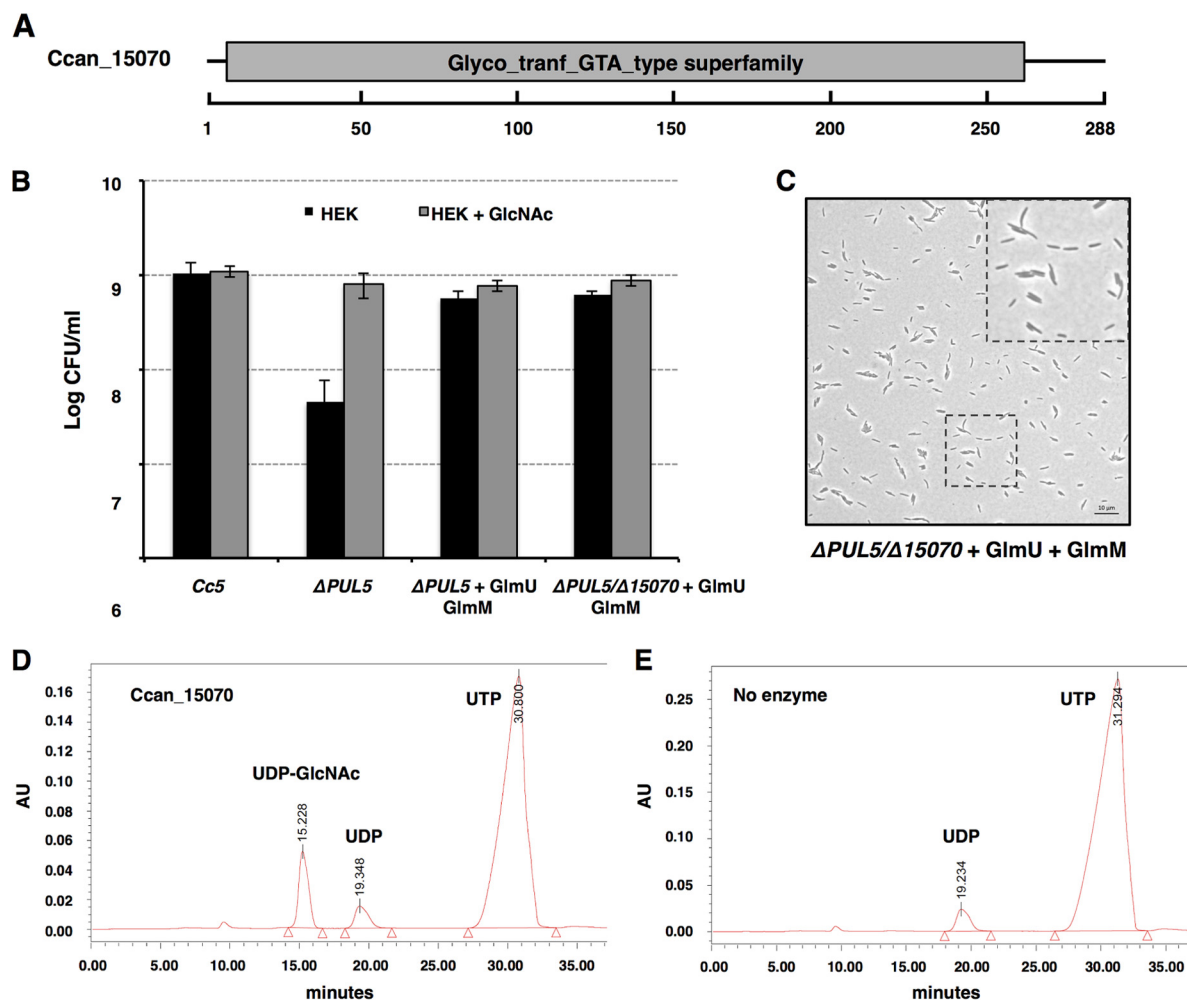 A
Ccan_15070
Glyco_tranf_GTA_type superfamily
1 50 100 150 200 250 288
B
Log CFU/ml
10
9
8
7
6
HEK
HEK + GlcNAc
Cc5
ΔPUL5
ΔPUL5 + GlmU
GlmM
ΔPUL5/Δ15070 + GlmU
GlmM
C
10 µm
ΔPUL5/Δ15070 + GlmU + GlmM
D
Ccan_15070
UDP-GlcNAc
15.228
UDP
19.348
UTP
30.800
AU
0.16
0.14
0.12
0.10
0.08
0.06
0.04
0.02
0.00
0.00 5.00 10.00 15.00 20.00 25.00 30.00 35.00
minutes
E
No enzyme
UDP
19.234
UTP
31.294
AU
0.25
0.20
0.15
0.10
0.05
0.00
0.00 5.00 10.00 15.00 20.00 25.00 30.00 35.00
minutes